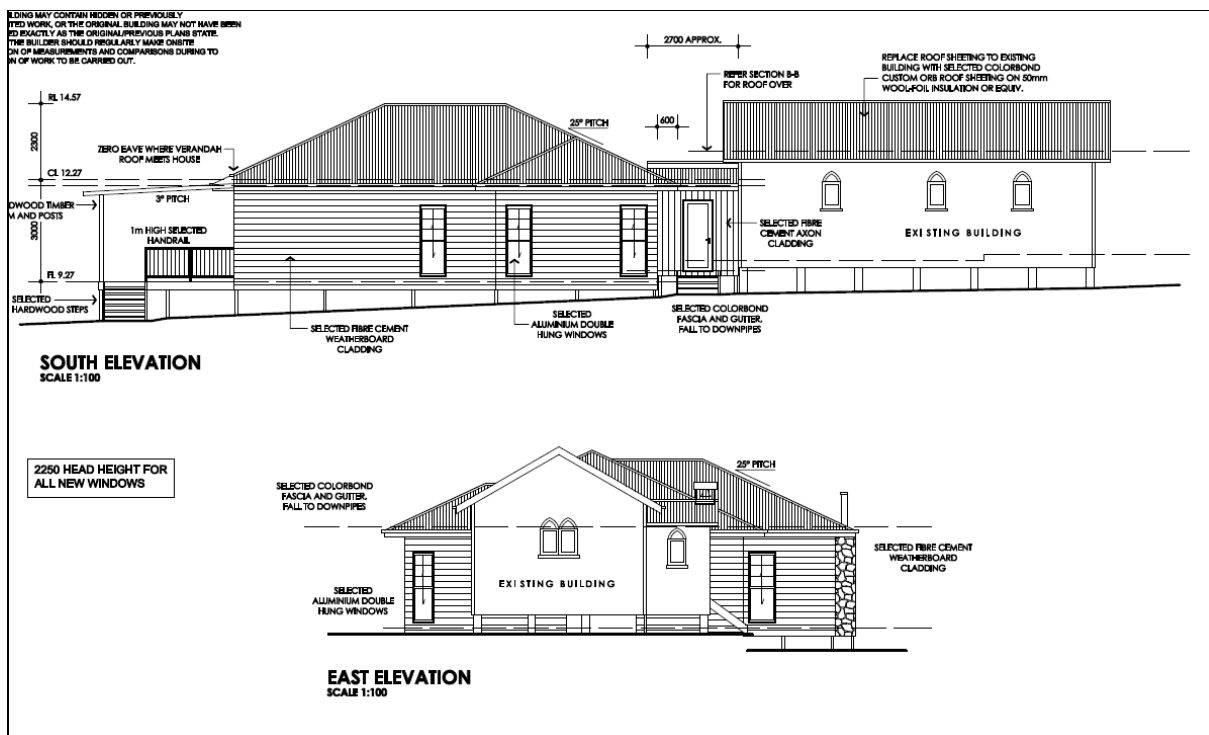 LDING MAY CONTAIN HIDDEN OR PREVIOUSLY
TED WORK, OR THE ORIGINAL BUILDING MAY NOT HAVE BEEN
ED EXACTLY AS THE ORIGINAL/PREVIOUS PLANS STATE.
THE BUILDER SHOULD REGULARLY MAKE ONSITE
ON OF MEASUREMENTS AND COMPARISONS DURING TO
N OF WORK TO BE CARRIED OUT.
2700 APPROX.
REFER SECTION B-B
FOR ROOF OVER
REPLACE ROOF SHEETING TO EXISTING
BUILDING WITH SELECTED COLORBOND
CUSTOM ORB ROOF SHEETING ON 50mm
WOOL-FOIL INSULATION OR EQUIV.
RL 14.57
2300
25° PITCH
600
ZERO EAVE WHERE VERANDAH
ROOF MEETS HOUSE
CL 12.27
3° PITCH
DWOOD TIMBER
M AND POSTS
3000
1m HIGH SELECTED
HANDRAIL
SELECTED FIBRE
CEMENT AXON
CLADDING
EXISTING BUILDING
FL 9.27
SELECTED
HARDWOOD STEPS
SELECTED FIBRE CEMENT
WEATHERBOARD
CLADDING
SELECTED
ALUMINIUM DOUBLE
HUNG WINDOWS
SELECTED COLORBOND
FASCIA AND GUTTER,
FALL TO DOWNPIPES
SOUTH ELEVATION
SCALE 1:100
2250 HEAD HEIGHT FOR
ALL NEW WINDOWS
SELECTED COLORBOND
FASCIA AND GUTTER,
FALL TO DOWNPIPES
25° PITCH
SELECTED FIBRE CEMENT
WEATHERBOARD
CLADDING
EXISTING BUILDING
SELECTED
ALUMINIUM DOUBLE
HUNG WINDOWS
EAST ELEVATION
SCALE 1:100